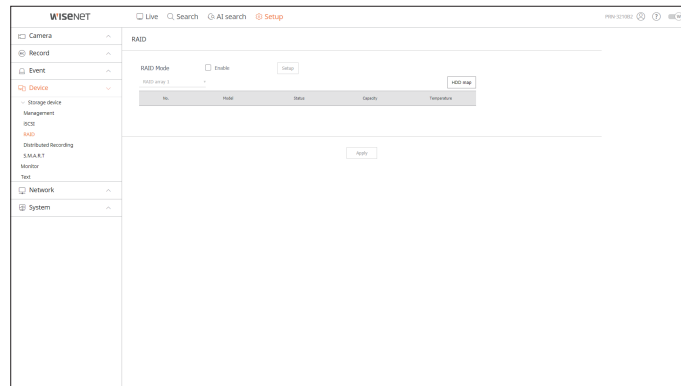 WISENET
Live Search AI search Setup
Camera
Record
Event
Device
Storage device
Management
iSCSI
RAID
Distributed Recording
S.M.A.R.T
Monitor
Text
Network
System
RAID
RAID Mode Enable Setup
RAID array 1
HDD map
No. Model Status Capacity Temperature
Apply